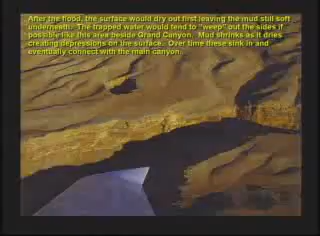 After the flood, the surface would dry out first leaving the mud still soft
underneath. The trapped water would tend to "weep" out the sides if
possible like this area beside Grand Canyon. Mud shrinks as it dries
creating depressions on the surface. Over time these sink in and
eventually connect with the main canyon.